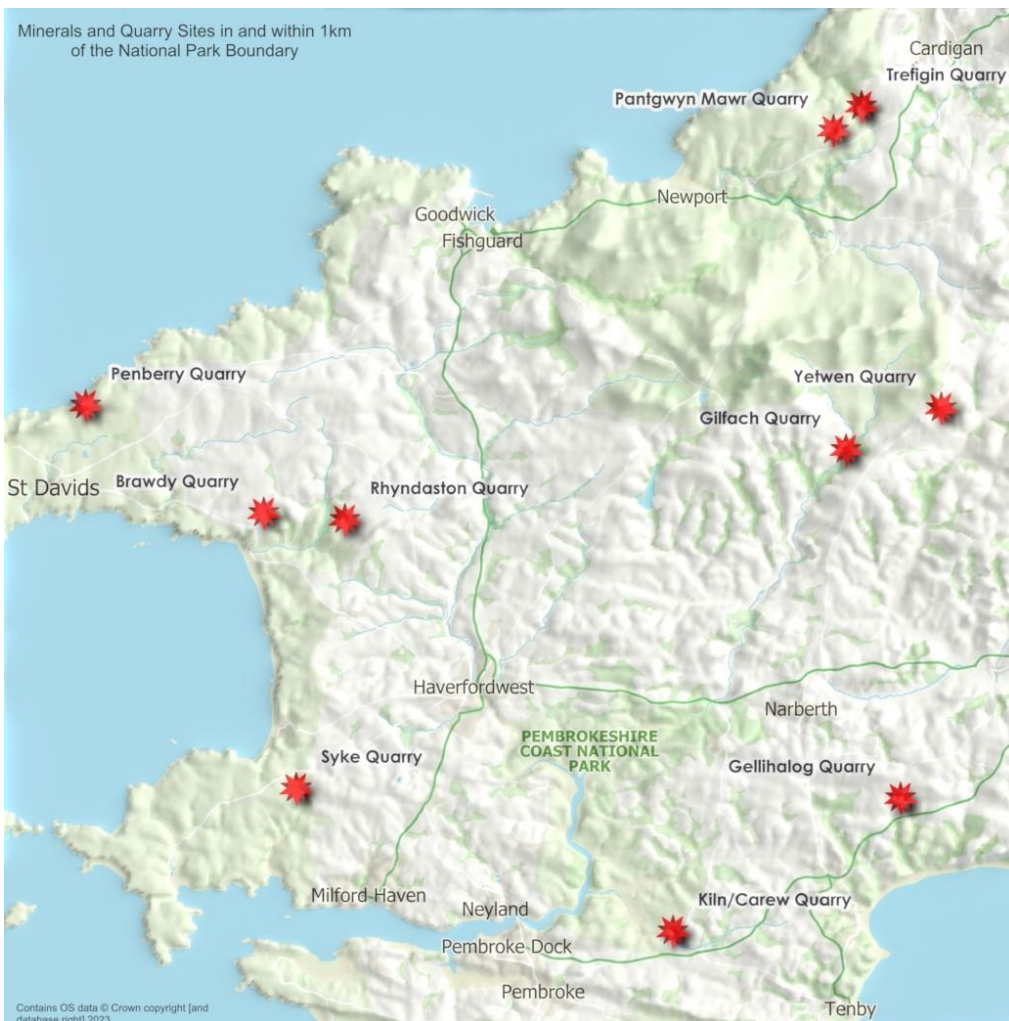 Minerals and Quarry Sites in and within 1km
of the National Park Boundary
Cardigan
Trefigin Quarry
Pantgwyn Mawr Quarry
Newport
Goodwick
Fishguard
Penberry Quarry
Yetwen Quarry
Gilfach Quarry
St Davids
Brawdy Quarry
Rhyndaston Quarry
Haverfordwest
Narberth
PEMBROKESHIRE
COAST NATIONAL
PARK
Syke Quarry
Gellihalog Quarry
Milford Haven
Neyland
Kiln/Carew Quarry
Pembroke Dock
Pembroke
Tenby
Contains OS data © Crown copyright [and
database right] 2023